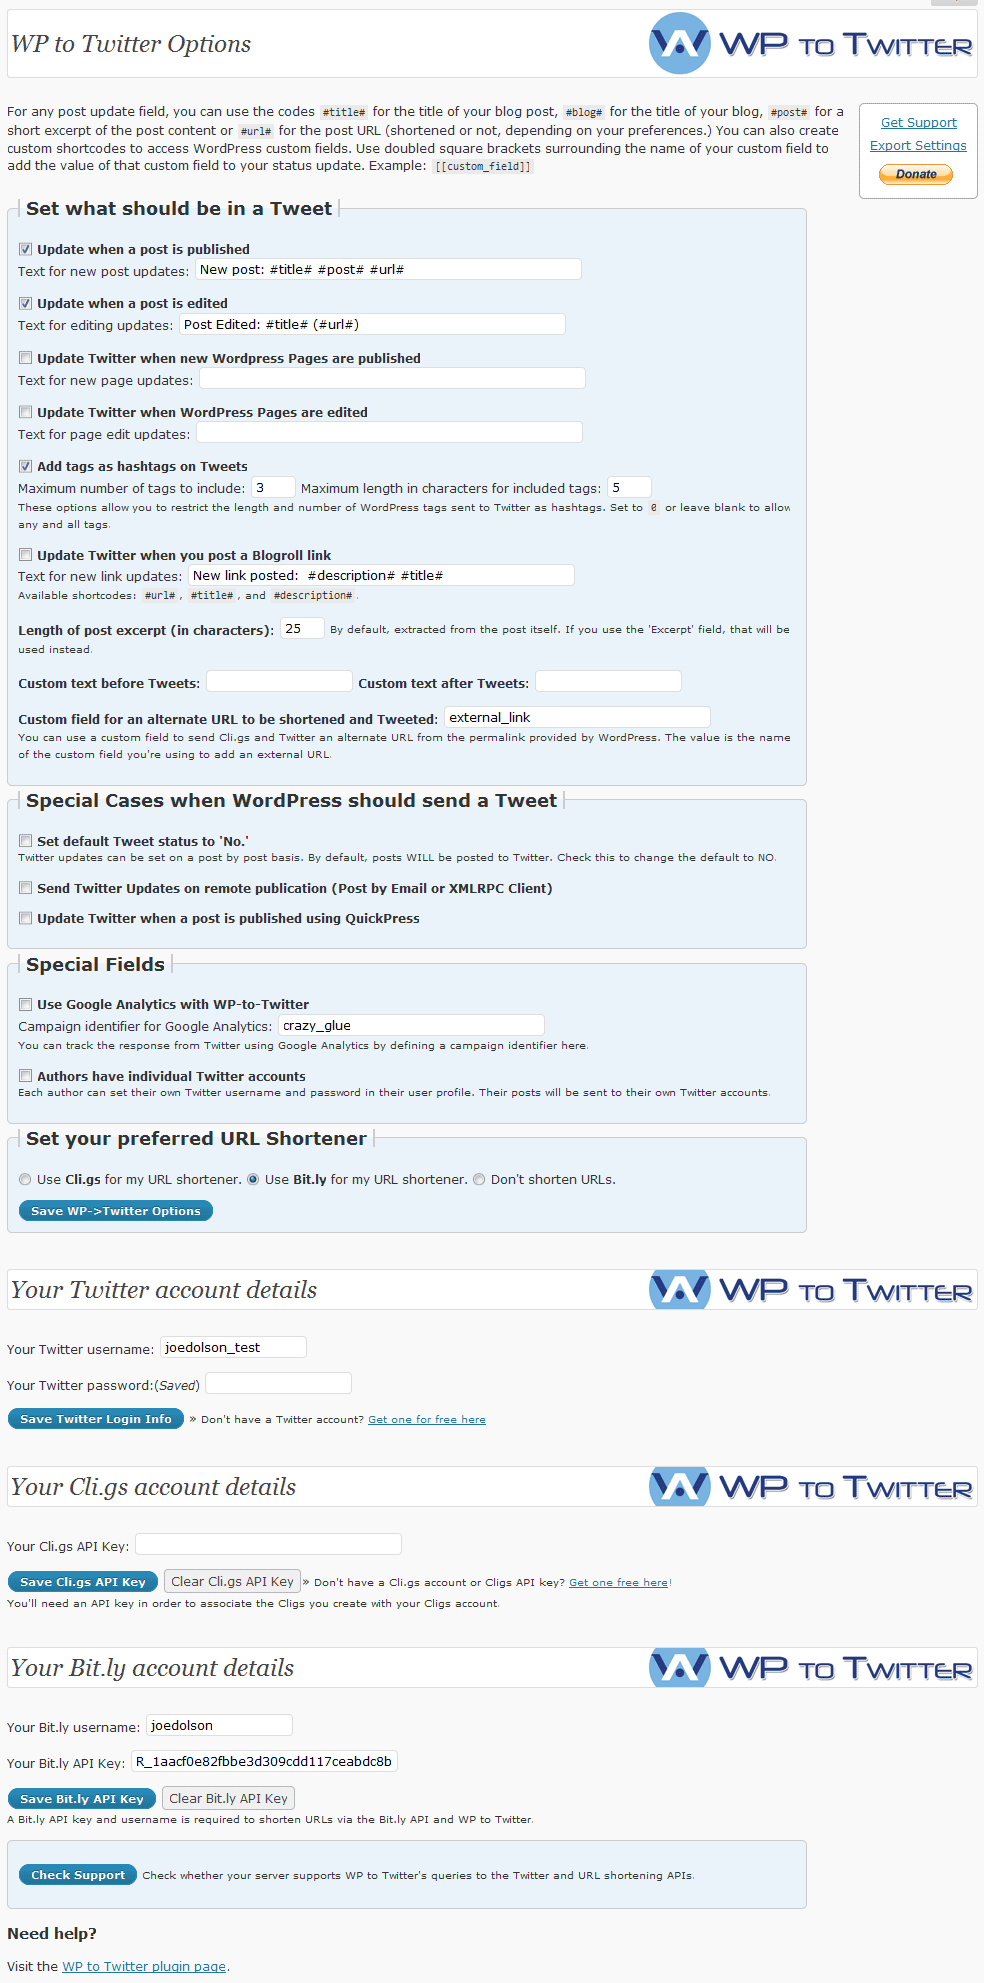 WP to Twitter Options
WP TO TWITTER
For any post update field, you can use the codes #title# for the title of your blog post, #blog# for the title of your blog, #post# for a
short excerpt of the post content or #url# for the post URL (shortened or not, depending on your preferences.) You can also create
custom shortcodes to access WordPress custom fields. Use doubled square brackets surrounding the name of your custom field to
add the value of that custom field to your status update. Example: [[custom_field]]
Get Support
Export Settings
Donate
Set what should be in a Tweet
Update when a post is published
Text for new post updates: New post: #title# #post# #url#
Update when a post is edited
Text for editing updates: Post Edited: #title# (#url#)
Update Twitter when new Wordpress Pages are published
Text for new page updates:
Update Twitter when WordPress Pages are edited
Text for page edit updates:
Add tags as hashtags on Tweets
Maximum number of tags to include: 3 Maximum length in characters for included tags: 5
These options allow you to restrict the length and number of WordPress tags sent to Twitter as hashtags. Set to 0 or leave blank to allow
any and all tags.
Update Twitter when you post a Blogroll link
Text for new link updates: New link posted: #description# #title#
Available shortcodes: #url#, #title#, and #description#.
Length of post excerpt (in characters): 25 By default, extracted from the post itself. If you use the 'Excerpt' field, that will be
used instead.
Custom text before Tweets: Custom text after Tweets:
Custom field for an alternate URL to be shortened and Tweeted: external_link
You can use a custom field to send Cli.gs and Twitter an alternate URL from the permalink provided by WordPress. The value is the name
of the custom field you're using to add an external URL.
Special Cases when WordPress should send a Tweet
Set default Tweet status to 'No.'
Twitter updates can be set on a post by post basis. By default, posts WILL be posted to Twitter. Check this to change the default to NO.
Send Twitter Updates on remote publication (Post by Email or XMLRPC Client)
Update Twitter when a post is published using QuickPress
Special Fields
Use Google Analytics with WP-to-Twitter
Campaign identifier for Google Analytics: crazy_glue
You can track the response from Twitter using Google Analytics by defining a campaign identifier here.
Authors have individual Twitter accounts
Each author can set their own Twitter username and password in their user profile. Their posts will be sent to their own Twitter accounts.
Set your preferred URL Shortener
Use Cli.gs for my URL shortener. Use Bit.ly for my URL shortener. Don't shorten URLs.
Save WP->Twitter Options
Your Twitter account details
WP TO TWITTER
Your Twitter username: joedolson_test
Your Twitter password:(Saved)
Save Twitter Login Info » Don't have a Twitter account? Get one for free here
Your Cli.gs account details
WP TO TWITTER
Your Cli.gs API Key:
Save Cli.gs API Key Clear Cli.gs API Key » Don't have a Cli.gs account or Cligs API key? Get one free here!
You'll need an API key in order to associate the Cligs you create with your Cligs account.
Your Bit.ly account details
WP TO TWITTER
Your Bit.ly username: joedolson
Your Bit.ly API Key: R_1aacf0e82fbbe3d309cdd117ceabdc8b
Save Bit.ly API Key Clear Bit.ly API Key
A Bit.ly API key and username is required to shorten URLs via the Bit.ly API and WP to Twitter.
Check Support Check whether your server supports WP to Twitter's queries to the Twitter and URL shortening APIs.
Need help?
Visit the WP to Twitter plugin page.